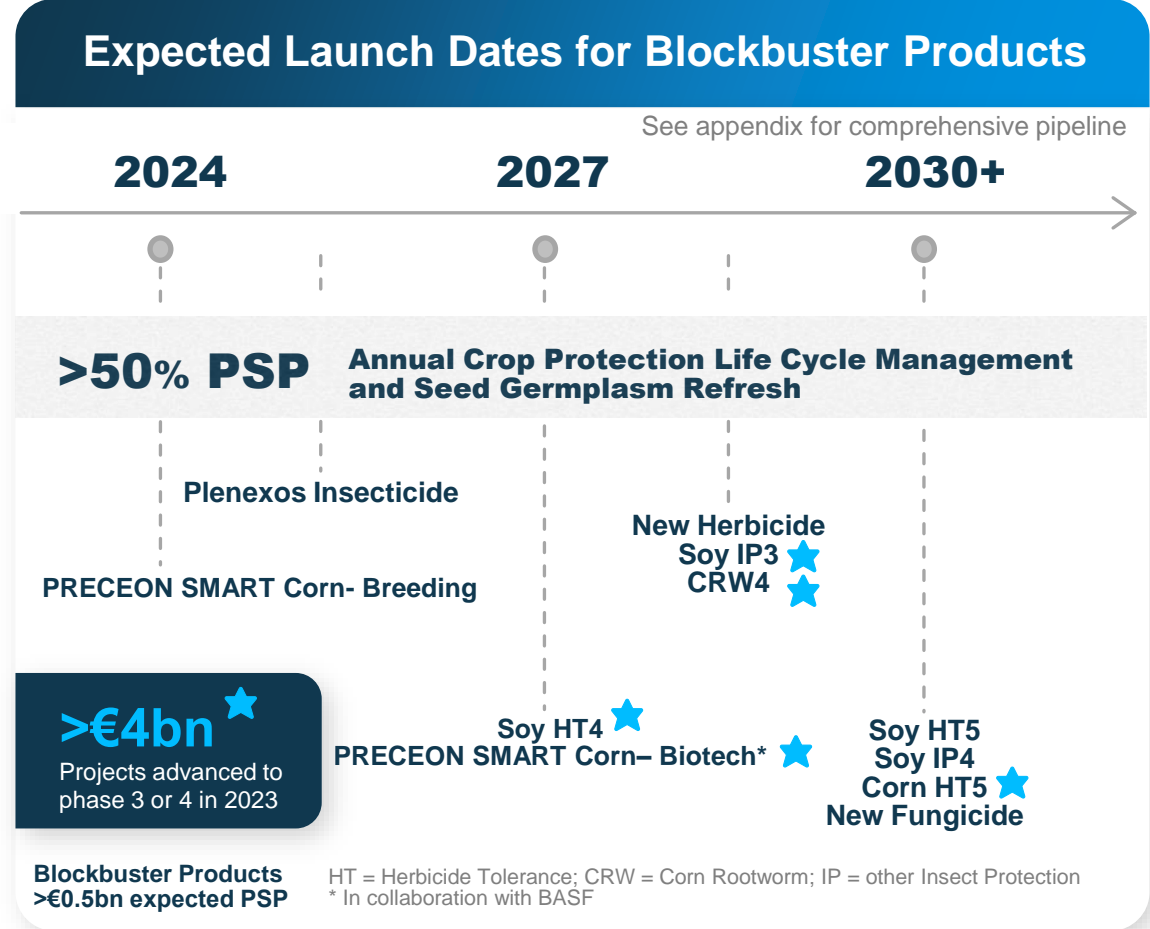 Expected Launch Dates for Blockbuster Products
See appendix for comprehensive pipeline
2024 2027 2030+
>50% PSP
Annual Crop Protection Life Cycle Management
and Seed Germplasm Refresh
Plenexos Insecticide
PRECEON SMART Corn- Breeding
New Herbicide
Soy IP3
CRW4
Soy HT4
PRECEON SMART Corn– Biotech*
Soy HT5
Soy IP4
Corn HT5
New Fungicide
>€4bn
Projects advanced to
phase 3 or 4 in 2023
Blockbuster Products
>€0.5bn expected PSP
HT = Herbicide Tolerance; CRW = Corn Rootworm; IP = other Insect Protection
* In collaboration with BASF